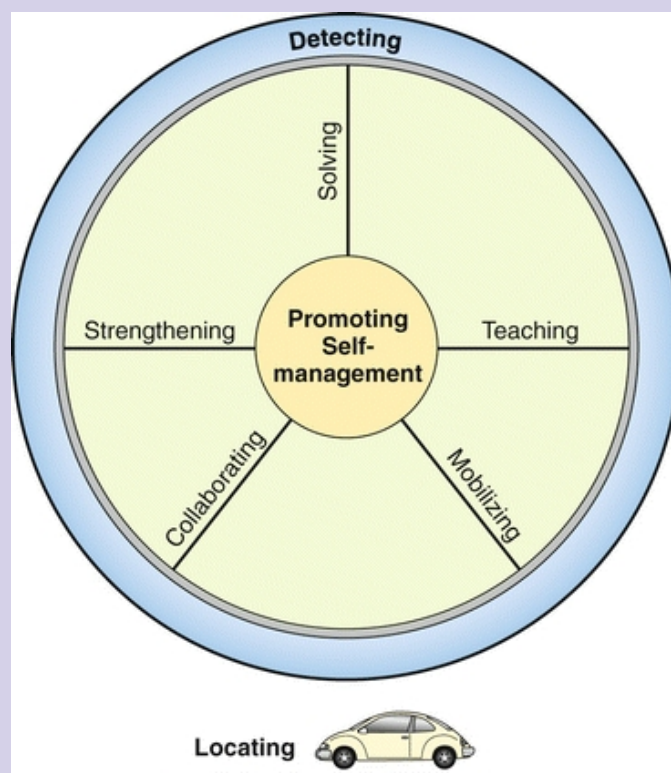 Detecting
Solving
Strengthening
Promoting
Self-
management
Teaching
Collaborating
Mobilizing
Locating